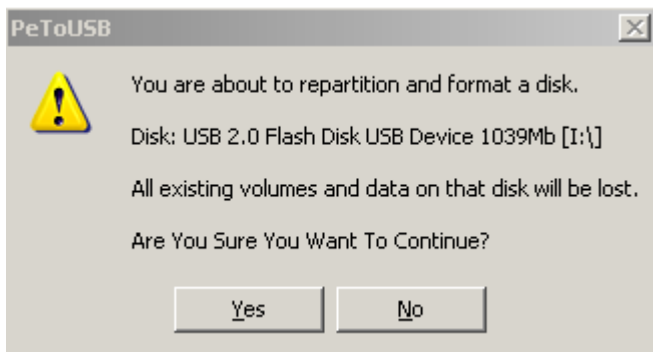 PeToUSB
You are about to repartition and format a disk.
Disk: USB 2.0 Flash Disk USB Device 1039Mb [I:\]
All existing volumes and data on that disk will be lost.
Are You Sure You Want To Continue?
Yes
No